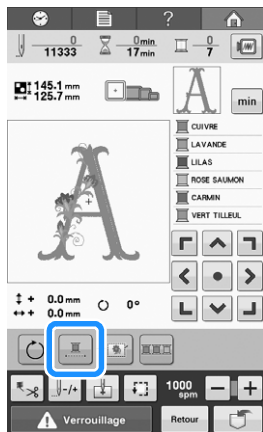 ?
0 0min 0
11333 17min 7
145.1 mm
125.7 mm
min
A
CUIVRE
LAVANDE
LILAS
ROSE SAUMON
CARMIN
VERT TILLEUL
A
+ 0.0 mm 0°
+ 0.0 mm
-/+ 1000 spm - +
Verrouillage Retour